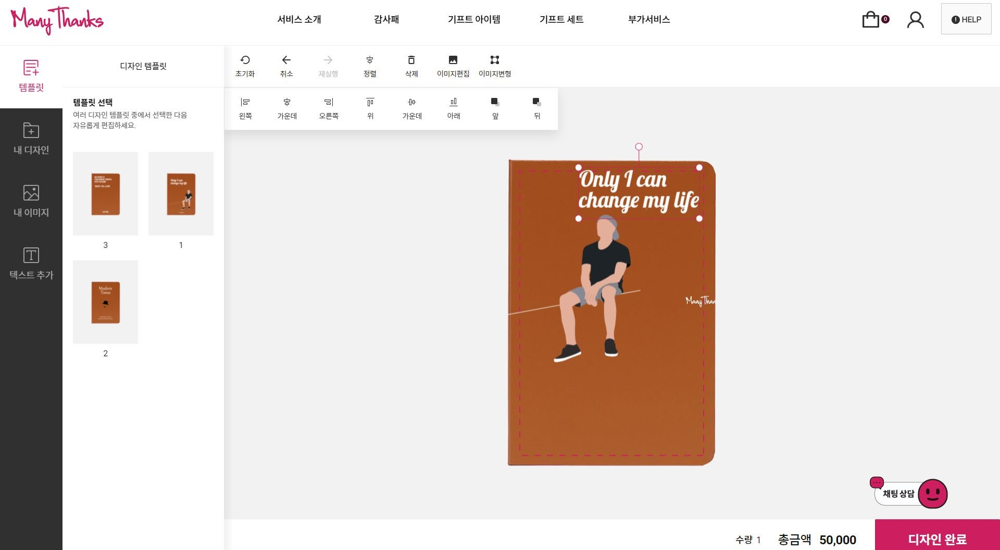 Many Thanks
서비스 소개
감사패
기프트 아이템
기프트 세트
부가서비스
0
HELP
템플릿
내 디자인
내 이미지
텍스트 추가
디자인 템플릿
템플릿 선택
여러 디자인 템플릿 중에서 선택한 다음
자유롭게 편집하세요.
Only I can
change my life
3
1
Modern
Times
2
초기화
취소
재실행
정렬
삭제
이미지편집
이미지변형
왼쪽
가운데
오른쪽
위
가운데
아래
앞
뒤
Only I can
change my life
Many Than
채팅 상담
수량 1
총금액 50,000
디자인 완료